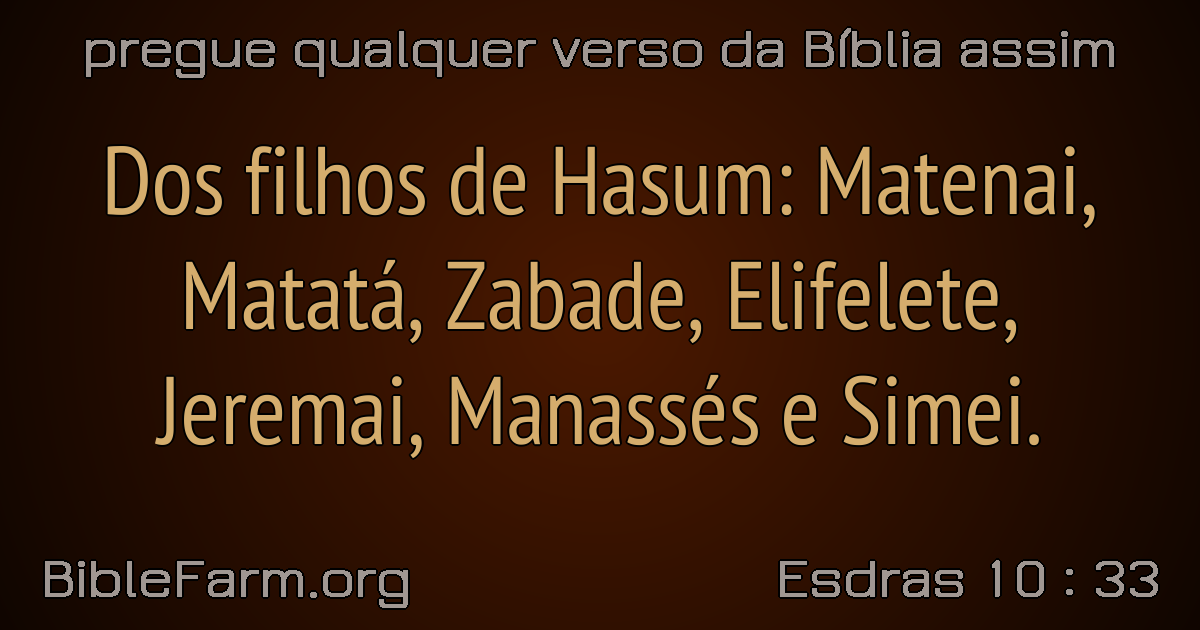 pregue qualquer verso da Bíblia assim
Dos filhos de Hasum: Matenai,
Matatá, Zabade, Elifelete,
Jeremai, Manassés e Simei.
BibleFarm.org
Esdras 10 : 33